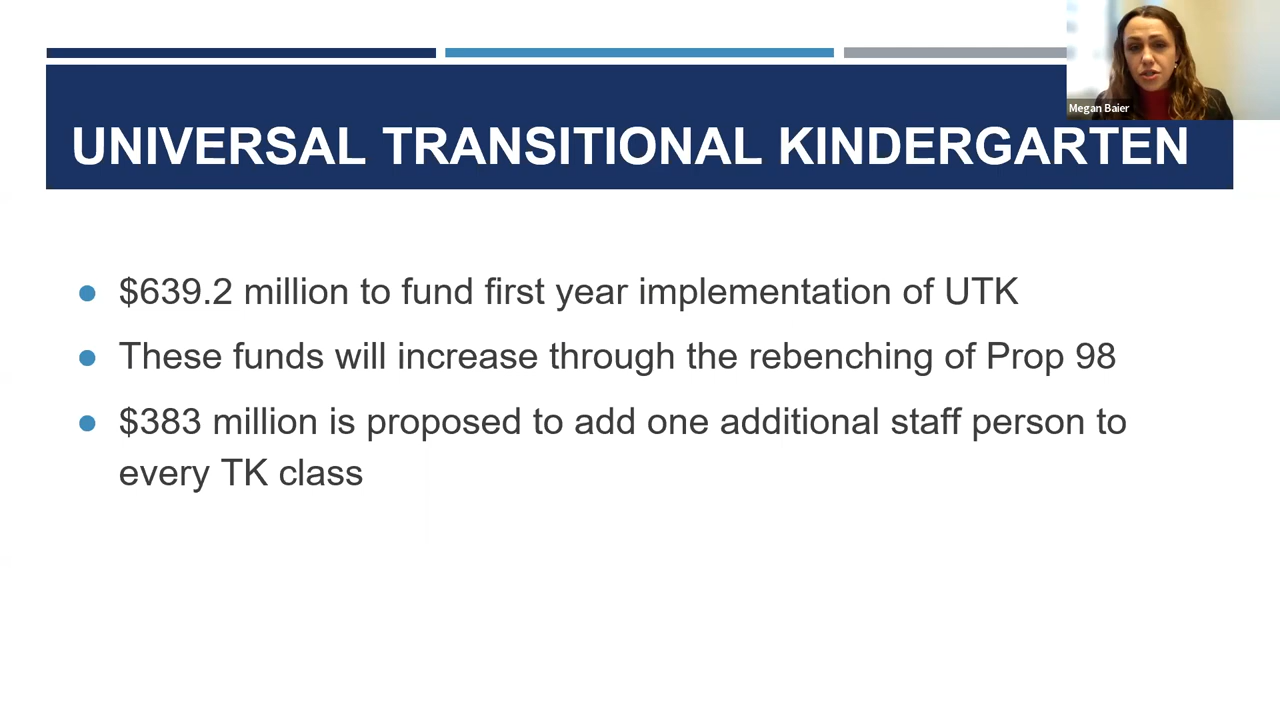 Megan Baier
UNIVERSAL TRANSITIONAL KINDERGARTEN
$639.2 million to fund first year implementation of UTK
These funds will increase through the rebenching of Prop 98
$383 million is proposed to add one additional staff person to
every TK class